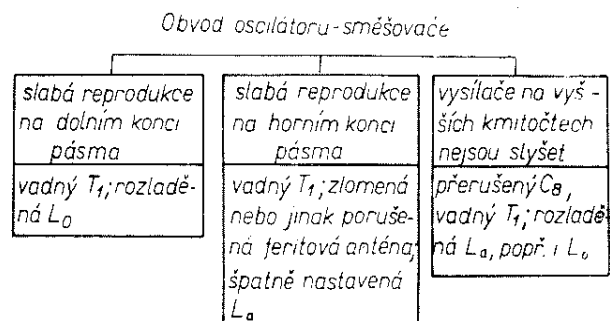 Obvod oscilátoru-směšovače
slabá reprodukce
na dolním konci
pásma
vadný T1; rozladě-
ná L0
slabá reprodukce
na horním konci
pásma
vadný T1; zlomená
nebo jinak poruše-
ná feritová anténa,
špatně nastavená
La
vysílače na vyš-
ších kmitočtech
nejsou slyšet
přerušený C8,
vadný T1; rozladě-
ná La, popř. i Lo